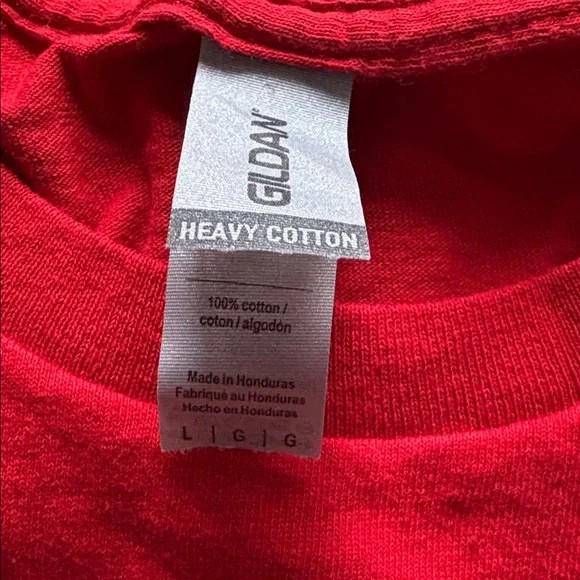 GILDAN®
HEAVY COTTON
100% cotton /
coton / algodón
Made in Honduras
Fabriqué au Honduras
Hecho en Honduras
L | G | G